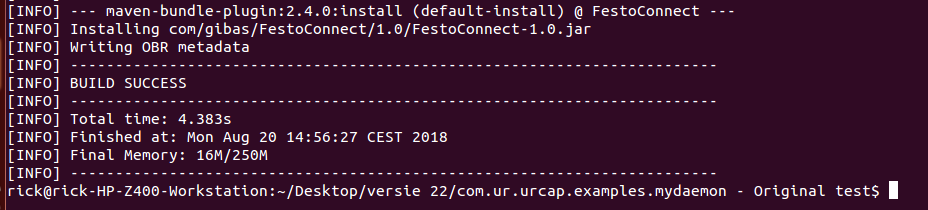 [INFO] --- maven-bundle-plugin:2.4.0:install (default-install) @ FestoConnect ---
[INFO] Installing com/gibas/FestoConnect/1.0/FestoConnect-1.0.jar
[INFO] Writing OBR metadata
[INFO] ------------------------------------------------------------------------
[INFO] BUILD SUCCESS
[INFO] ------------------------------------------------------------------------
[INFO] Total time: 4.383s
[INFO] Finished at: Mon Aug 20 14:56:27 CEST 2018
[INFO] Final Memory: 16M/250M
[INFO] ------------------------------------------------------------------------
rick@rick-HP-Z400-Workstation:~/Desktop/versie 22/com.ur.urcap.examples.mydaemon - Original test$